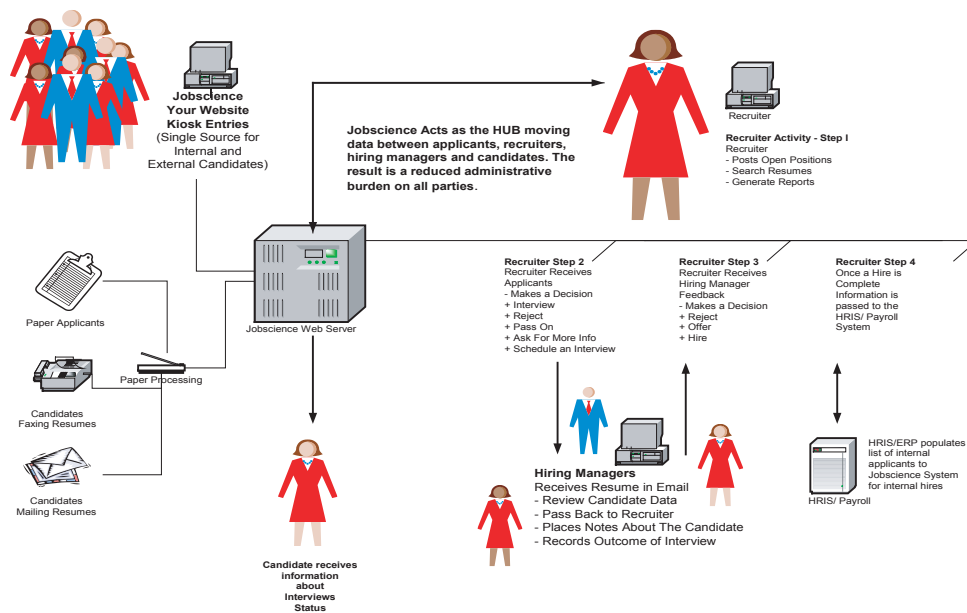 Jobscience
Your Website
Kiosk Entries
(Single Source for
Internal and
External Candidates)
Jobscience Acts as the HUB moving
data between applicants, recruiters,
hiring managers and candidates. The
result is a reduced administrative
burden on all parties.
Recruiter
Recruiter Activity - Step I
Recruiter
- Posts Open Positions
- Search Resumes
- Generate Reports
Paper Applicants
Candidates
Faxing Resumes
Candidates
Mailing Resumes
Paper Processing
Jobscience Web Server
Candidate receives
information
about
Interviews
Status
Recruiter Step 2
Recruiter Receives
Applicants
- Makes a Decision
+ Interview
+ Reject
+ Pass On
+ Ask For More Info
+ Schedule an Interview
Recruiter Step 3
Recruiter Receives
Hiring Manager
Feedback
- Makes a Decision
+ Reject
+ Offer
+ Hire
Recruiter Step 4
Once a Hire is
Complete
Information is
passed to the
HRIS/ Payroll
System
Hiring Managers
Receives Resume in Email
- Review Candidate Data
- Pass Back to Recruiter
- Places Notes About The Candidate
- Records Outcome of Interview
HRIS/ERP populates
list of internal
applicants to
Jobscience System
for internal hires
HRIS/ Payroll